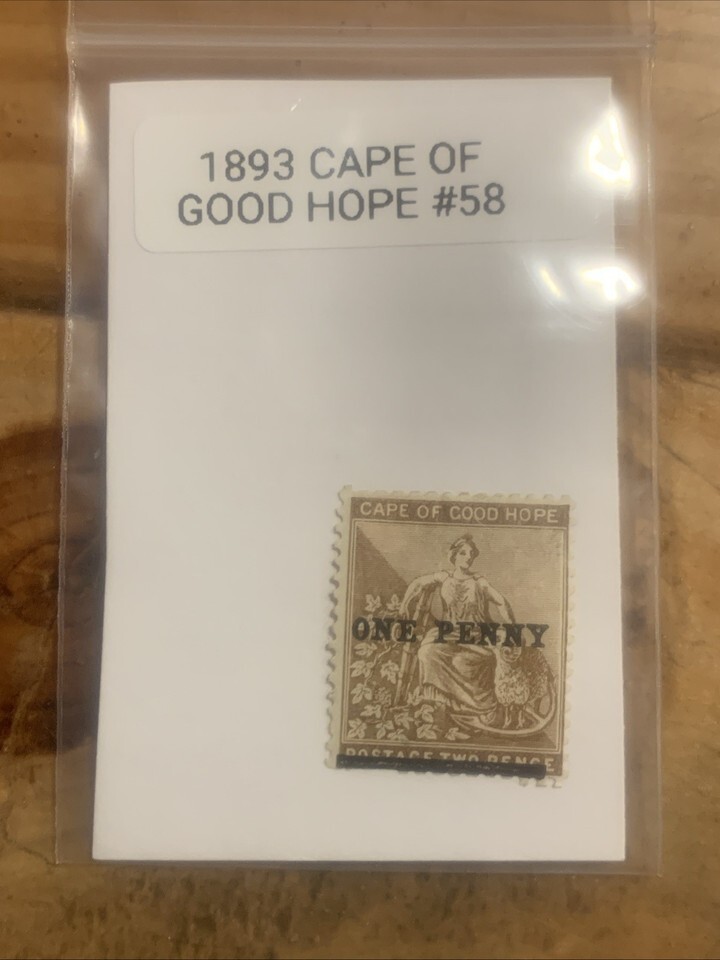 1893 CAPE OF
GOOD HOPE #58
CAPE OF GOOD HOPE
ONE PENNY
POSTAGE TWO PENCE